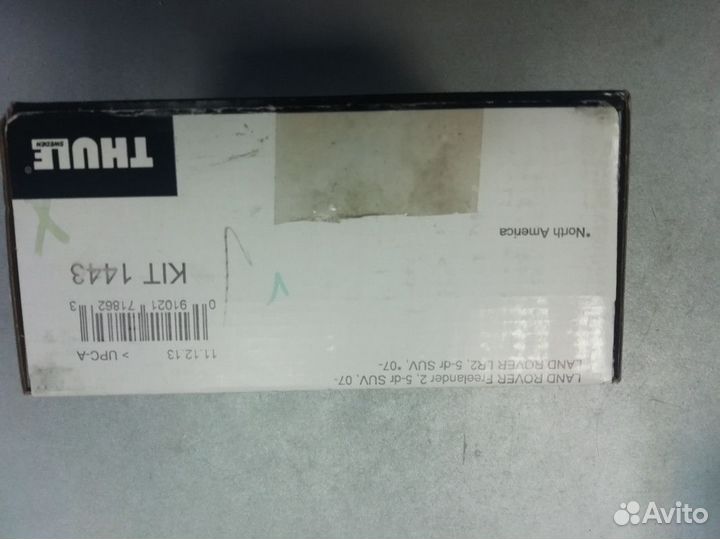 LAND ROVER Freelander 2, 5-dr SUV, 07-
LAND ROVER LR2, 5-dr SUV, *07-
*North America
11.12.13 > UPC-A
0 91021 71862 3
KIT 1443
THULE
SWEDEN
®
Avito